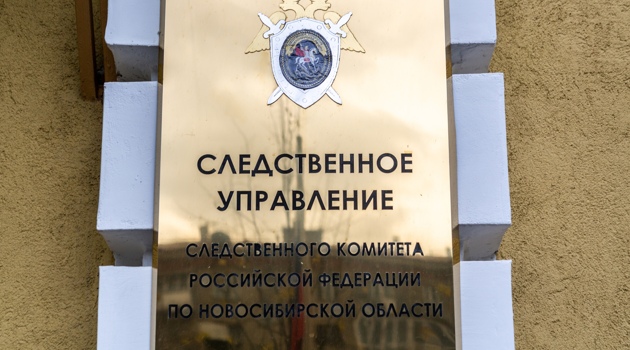 СЛЕДСТВЕННОЕ
УПРАВЛЕНИЕ
СЛЕДСТВЕННОГО КОМИТЕТА
РОССИЙСКОЙ ФЕДЕРАЦИИ
ПО НОВОСИБИРСКОЙ ОБЛАСТИ